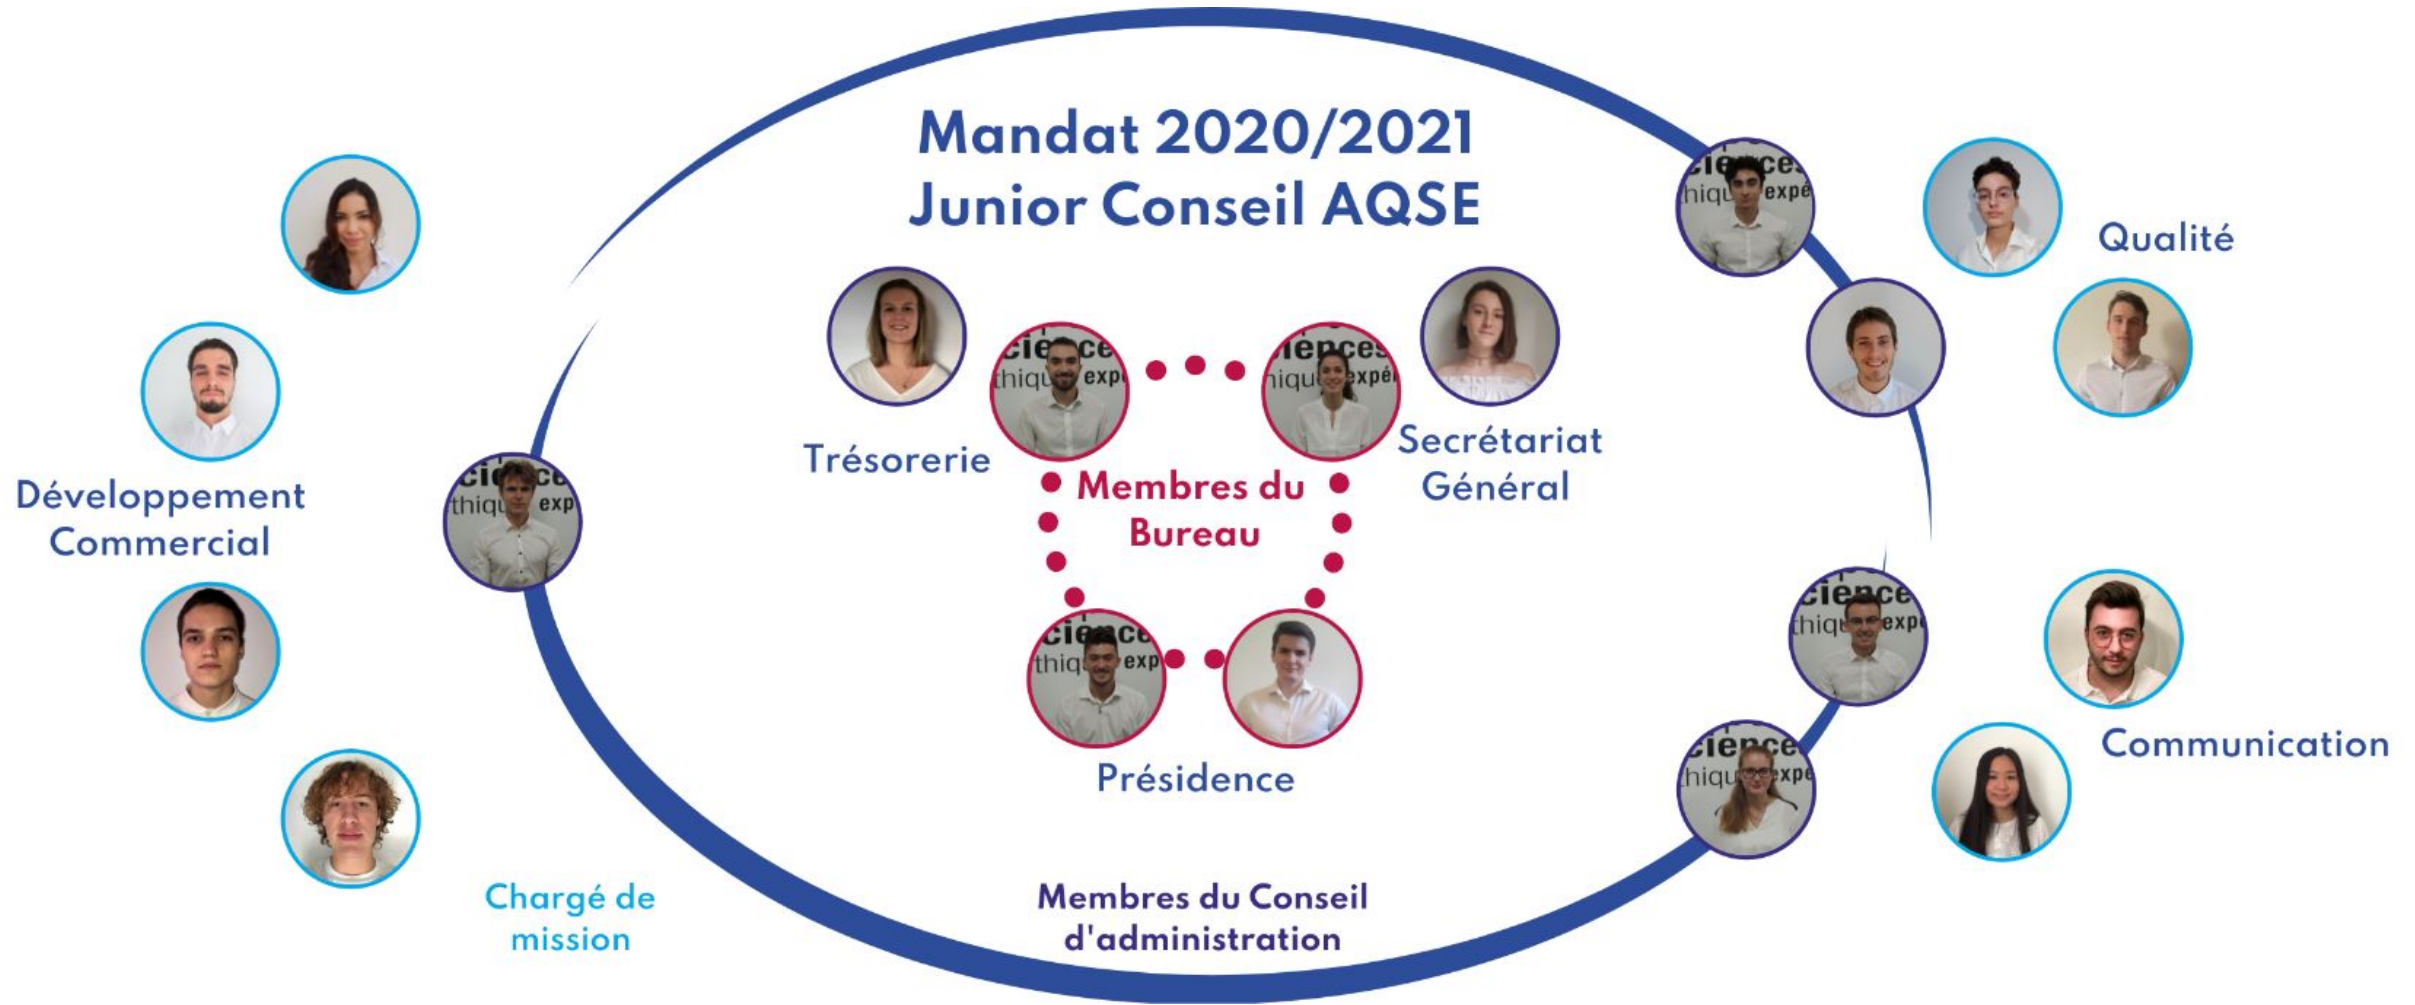 Mandat 2020/2021
Junior Conseil AQSE
Qualité
Trésorerie
Secrétariat
Général
Membres du
Bureau
Développement
Commercial
Présidence
Communication
Chargé de
mission
Membres du Conseil
d'administration